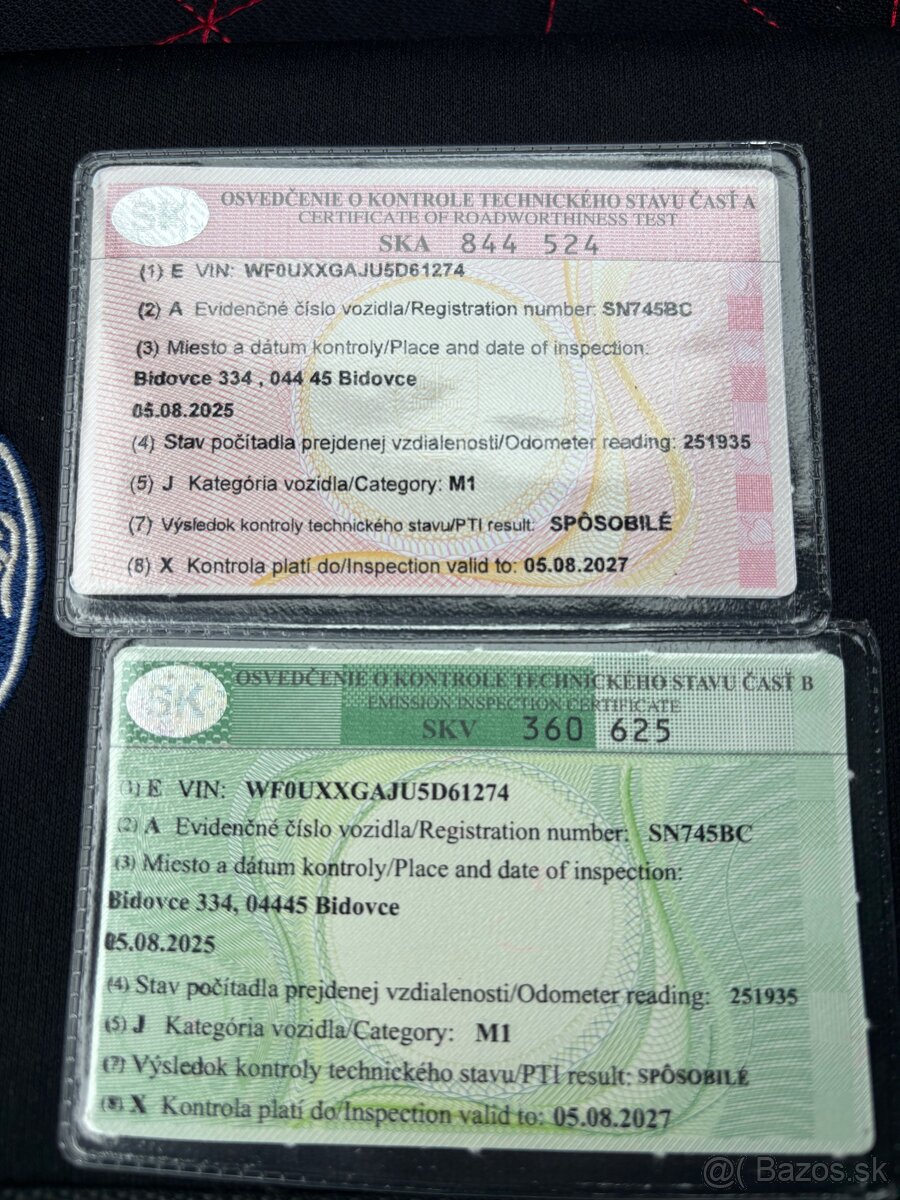 SK
OSVEDČENIE O KONTROLE TECHNICKÉHO STAVU ČASŤ A
CERTIFICATE OF ROADWORTHINESS TEST
SKA 844 524
(1) E VIN: WF0UXXGAJU5D61274
(2) A Evidenčné číslo vozidla/Registration number: SN745BC
(3) Miesto a dátum kontroly/Place and date of inspection:
Bidovce 334 , 044 45 Bidovce
05.08.2025
(4) Stav počítadla prejdenej vzdialenosti/Odometer reading: 251935
(5) J Kategória vozidla/Category: M1
(7) Výsledok kontroly technického stavu/PTI result: SPÔSOBILÉ
(8) X Kontrola platí do/Inspection valid to: 05.08.2027
SK
OSVEDČENIE O KONTROLE TECHNICKÉHO STAVU ČASŤ B
EMISSION INSPECTION CERTIFICATE
SKV 360 625
(1) E VIN: WF0UXXGAJU5D61274
(2) A Evidenčné číslo vozidla/Registration number: SN745BC
(3) Miesto a dátum kontroly/Place and date of inspection:
Bidovce 334, 04445 Bidovce
05.08.2025
(4) Stav počítadla prejdenej vzdialenosti/Odometer reading: 251935
(5) J Kategória vozidla/Category: M1
(7) Výsledok kontroly technického stavu/PTI result: SPÔSOBILÉ
(8) X Kontrola platí do/Inspection valid to: 05.08.2027
@( Bazos.sk